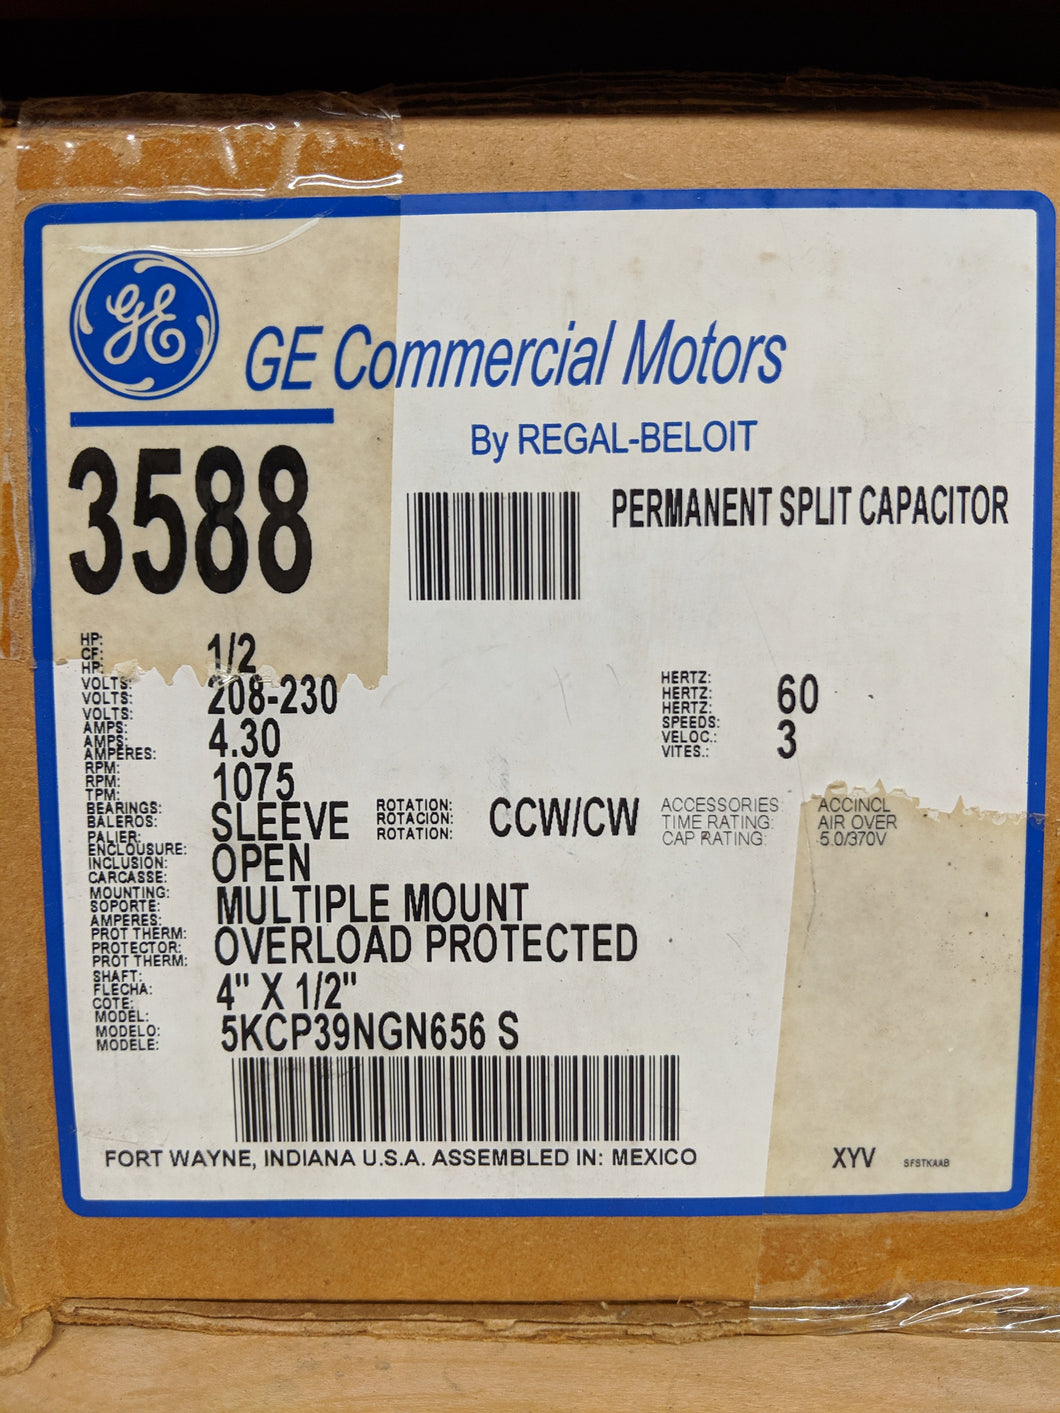 GE
GE Commercial Motors
By REGAL-BELOIT
3588
PERMANENT SPLIT CAPACITOR
HP:
CF:
HP:
1/2
VOLTS:
VOLTS:
VOLTS:
208-230
AMPS:
AMPS:
AMPERES:
4.30
RPM:
RPM:
TPM:
1075
HERTZ:
HERTZ:
HERTZ:
60
SPEEDS:
VELOC.:
VITES.:
3
BEARINGS:
BALEROS:
PALIER:
SLEEVE
ROTATION:
ROTACION:
ROTATION:
CCW/CW
ACCESSORIES: ACCINCL
TIME RATING: AIR OVER
CAP RATING: 5.0/370V
ENCLOUSURE:
INCLUSION:
CARCASSE:
OPEN
MOUNTING:
SOPORTE:
AMPERES:
MULTIPLE MOUNT
PROT THERM:
PROTECTOR:
PROT THERM:
OVERLOAD PROTECTED
SHAFT:
FLECHA:
COTE:
4" X 1/2"
MODEL:
MODELO:
MODELE:
5KCP39NGN656 S
FORT WAYNE, INDIANA U.S.A. ASSEMBLED IN: MEXICO
XYV SFSTKAAB